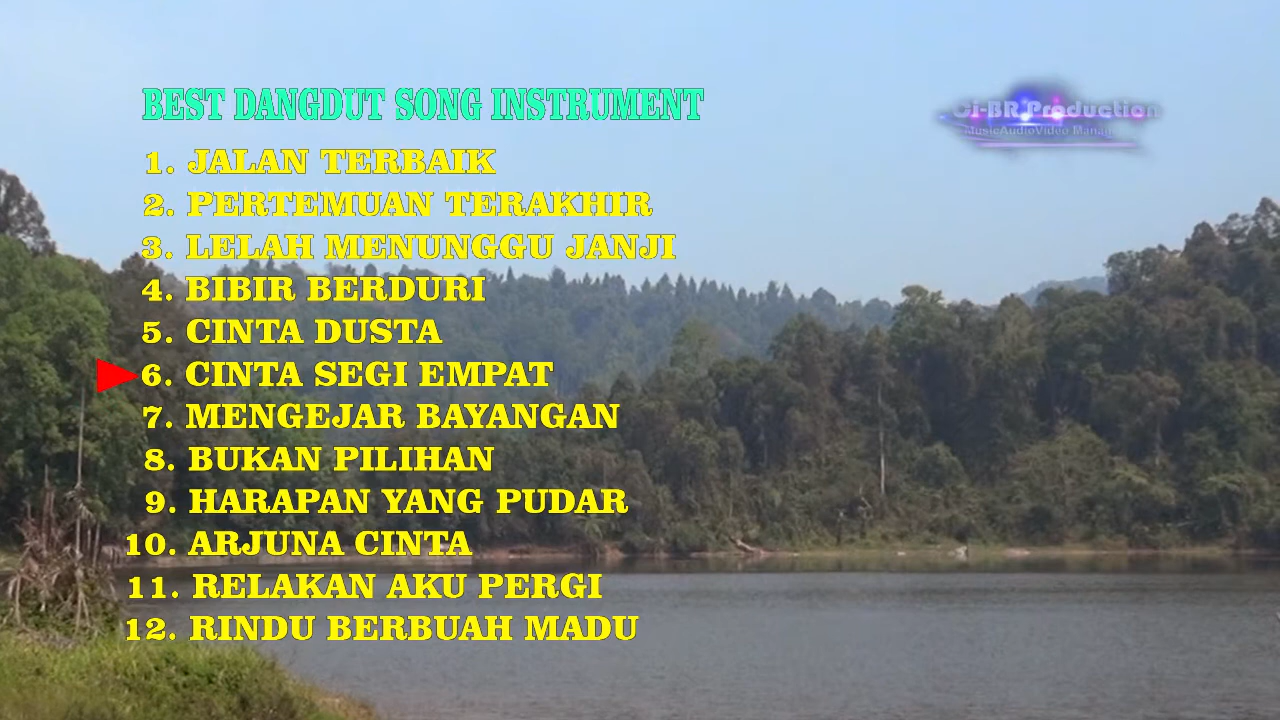 BEST DANGDUT SONG INSTRUMENT
Gi-BR Production
MusicAudioVideo
1. JALAN TERBAIK
2. PERTEMUAN TERAKHIR
3. LELAH MENUNGGU JANJI
4. BIBIR BERDURI
5. CINTA DUSTA
6. CINTA SEGI EMPAT
7. MENGEJAR BAYANGAN
8. BUKAN PILIHAN
9. HARAPAN YANG PUDAR
10. ARJUNA CINTA
11. RELAKAN AKU PERGI
12. RINDU BERBUAH MADU